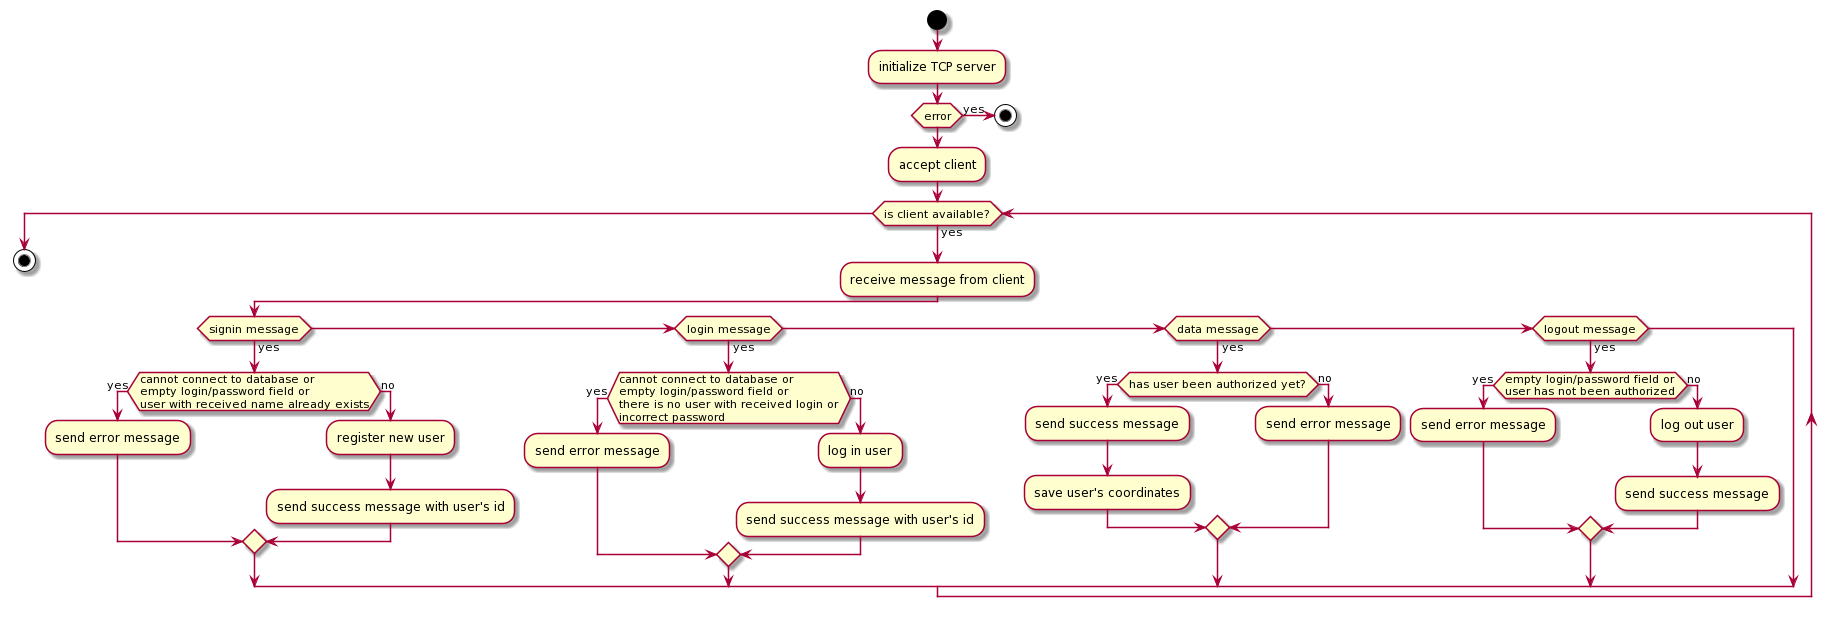 initialize TCP server
error
yes
accept client
is client available?
yes
receive message from client
signin message
login message
data message
logout message
yes
yes
yes
yes
yes
cannot connect to database or
empty login/password field or
user with received name already exists
no
yes
cannot connect to database or
empty login/password field or
there is no user with received login or
incorrect password
no
yes
has user been authorized yet?
no
yes
empty login/password field or
user has not been authorized
no
send error message
register new user
send success message with user's id
send error message
log in user
send success message with user's id
send success message
send error message
save user's coordinates
send error message
log out user
send success message